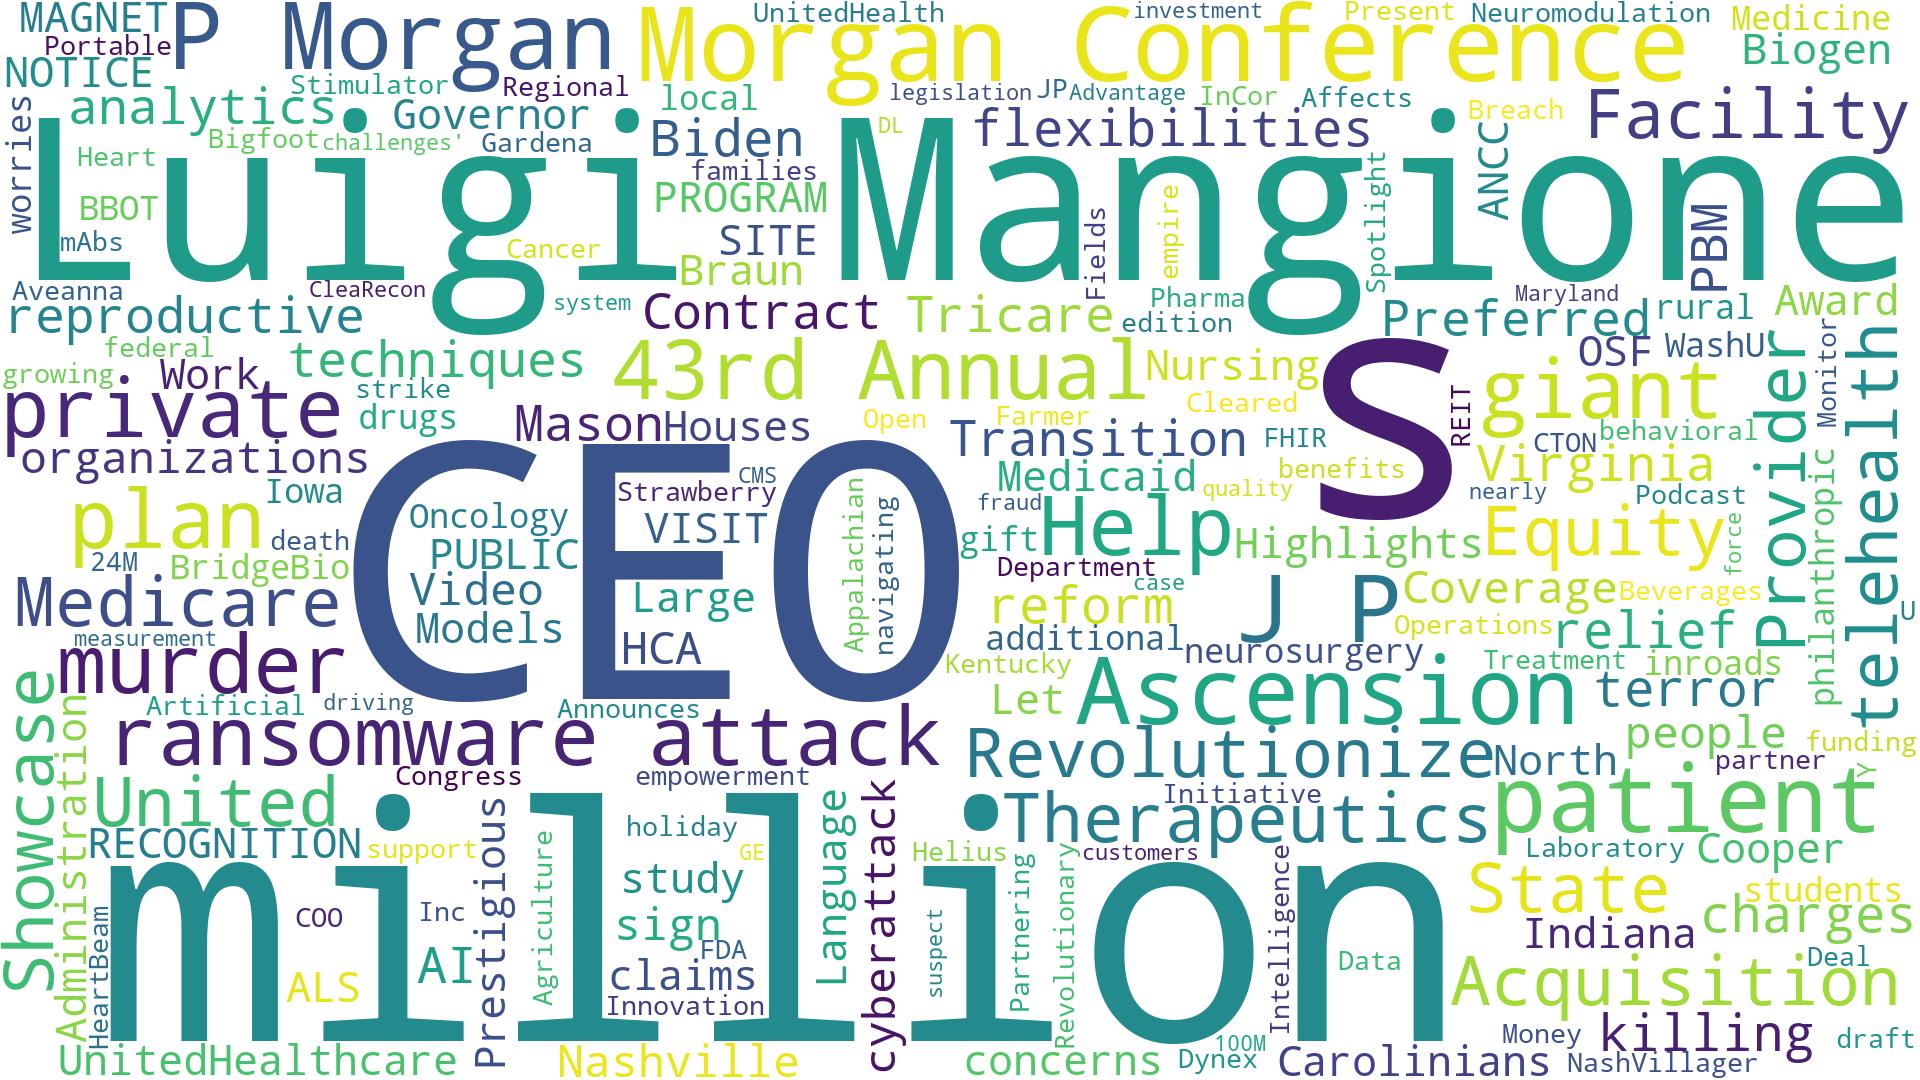 MAGNET
P Morgan
Morgan Conference
UnitedHealth
investment
Present
Neuromodulation
Medicine
Portable
Biogen
NOTICE
Stimulator
Regional
local
legislation
JP
Advantage
InCor
Affects
Breach
Facility
worries
analytics
Governor
Biden
DL
flexibilities
ANCC
Bigfoot
challenges'
Gardena
Heart
families
Luigi Mangione
BBOT
PROGRAM
Fields
empire
Spotlight
PBM
mAbs
Cancer
SITE
Braun
Aveanna
CleaRecon
system
Contract
Tricare
Pharma
edition
Preferred
Maryland
rural
Award
reproductive
federal
techniques
43rd Annual
Nursing
S
OSF
WashU
Provider
Monitor
telehealth
growing
Work
strike
private
drugs
Mason
Houses
Open
Farmer
Cleared
REIT
giant
Transition
FHIR
CTON
behavioral
organizations
CEO
CMS
Medicaid
benefits
Virginia
Iowa
Strawberry
Appalachian
navigating
fraud
quality
nearly
Podcast
philanthropic
plan
Oncology
VISIT
gift
Help
Highlights
Equity
force
death
PUBLIC
24M
BridgeBio
Department
case
J P
Coverage
Beverages
Medicare
Video
Large
reform
U
Models
HCA
additional
Operations
relief
measurement
murder
neurosurgery
Kentucky
Treatment
inroads
Showcase
Administration
Artificial
driving
Announces
Let
Ascension
terror
ransomware attack
people
funding
Revolutionize
North
partner
Congress
empowerment
United
Prestigious
Language
cyberattack
Initiative
Therapeutics
patient
Y
million
holiday
RECOGNITION
support
GE
Helius
customers
Laboratory
Cooper
Agriculture
study
Partnering
Revolutionary
Intelligence
State
students
HeartBeam
COO
Inc
sign
suspect
charges
Indiana
AI
FDA
Data
Deal
ALS
claims
Acquisition
Innovation
Money
killing
draft
UnitedHealthcare
Nashville
concerns
Dynex
100M
Carolinians
NashVillager